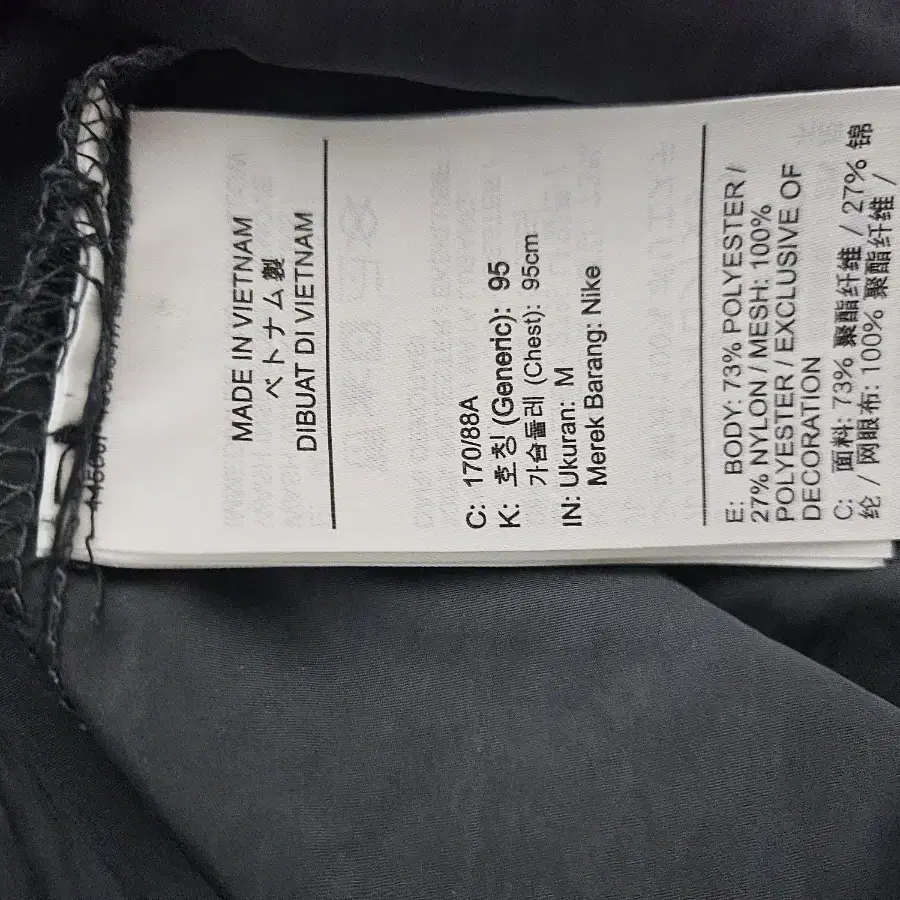 MADE IN VIETNAM
ベトナム製
DIBUAT DI VIETNAM
C: 170/88A
K: 호칭 (Generic): 95
가슴둘레 (Chest): 95cm
IN: Ukuran: M
Merek Barang: Nike
E: BODY: 73% POLYESTER /
27% NYLON / MESH: 100%
POLYESTER / EXCLUSIVE OF
DECORATION
C: 面料: 73% 聚酯纤维 / 27% 锦
纶 / 网眼布: 100% 聚酯纤维 /